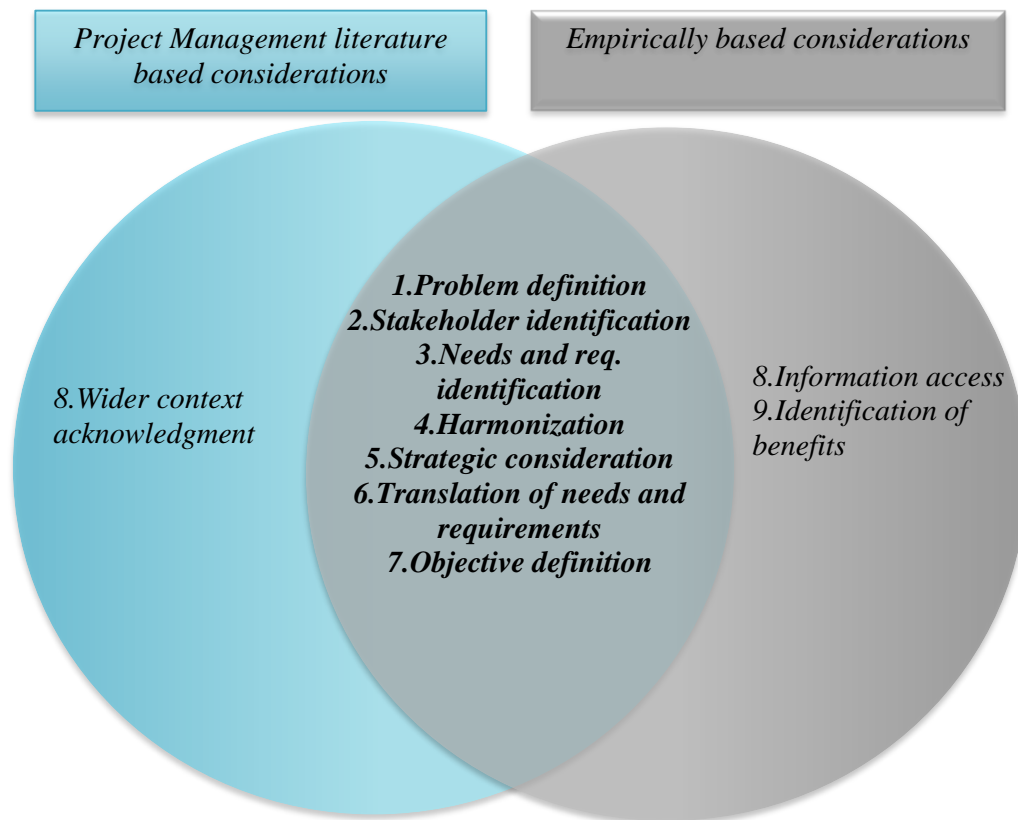 Project Management literature
based considerations
Empirically based considerations
1.Problem definition
2.Stakeholder identification
3.Needs and req.
identification
4.Harmonization
5.Strategic consideration
6.Translation of needs and
requirements
7.Objective definition
8.Wider context
acknowledgment
8.Information access
9.Identification of
benefits